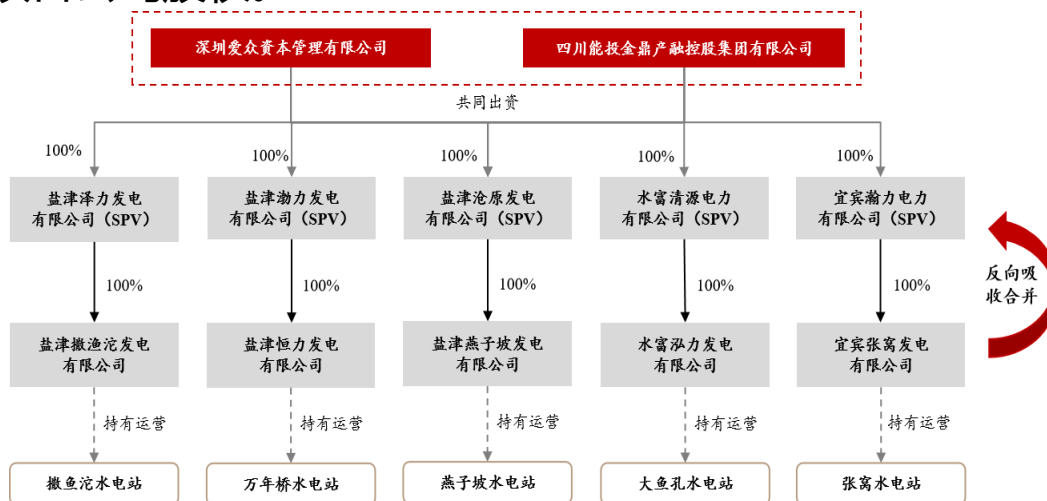 深圳爱众资本管理有限公司
四川能投金鼎产融控股集团有限公司
共同出资
100%
100%
100%
100%
100%
盐津泽力发电
有限公司（SPV）
盐津渤力发电
有限公司（SPV）
盐津沧原发电
有限公司（SPV）
水富清源电力
有限公司（SPV）
宜宾瀚力电力
有限公司（SPV）
100%
100%
100%
100%
100%
反向吸
收合并
盐津撒渔沱发电
有限公司
盐津恒力发电
有限公司
盐津燕子坡发电
有限公司
水富泓力发电
有限公司
宜宾张窝发电
有限公司
持有运营
持有运营
持有运营
持有运营
持有运营
撒鱼沱水电站
万年桥水电站
燕子坡水电站
大鱼孔水电站
张窝水电站